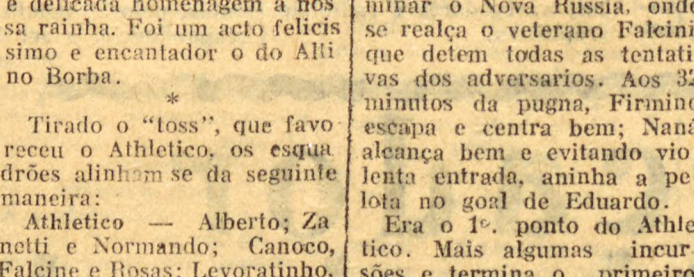 e delicada homenagem a nos
sa rainha. Foi um acto felicis
simo e encantador o do Alti
no Borba.
*
Tirado o "toss", que favo
receu o Athletico, os esqua
drões alinham se da seguinte
maneira:
Athletico — Alberto; Za
netti e Normando; Canoco,
Falcine e Rosas; Levoratinho,
minar o Nova Russia, onde
se realça o veterano Falcini
que detem todas as tentati
vas dos adversarios. Aos 32
minutos da pugna, Firmino
escapa e centra bem; Naná
alcança bem e evitando vio
lenta entrada, aninha a pe
lota no goal de Eduardo.
Era o 1º. ponto do Athle
tico. Mais algumas incur.
sões e termina o primeiro